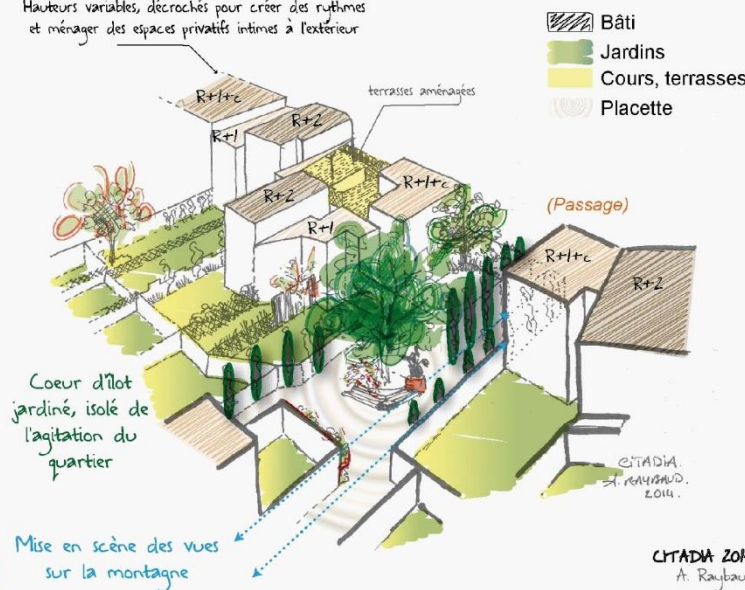 Hauteurs variables, décrochés pour créer des rythmes
et ménager des espaces privatifs intimes à l'extérieur
Bâti
Jardins
Cours, terrasses
Placette
terrasses aménagées
R+1+c
R+1
R+2
R+2
R+1+c
R+1
(Passage)
R+1+c
R+2
Coeur d'îlot
jardiné, isolé de
l'agitation du
quartier
CITADIA.
A. RAYBAUD.
2014.
Mise en scène des vues
sur la montagne
CITADIA
A.